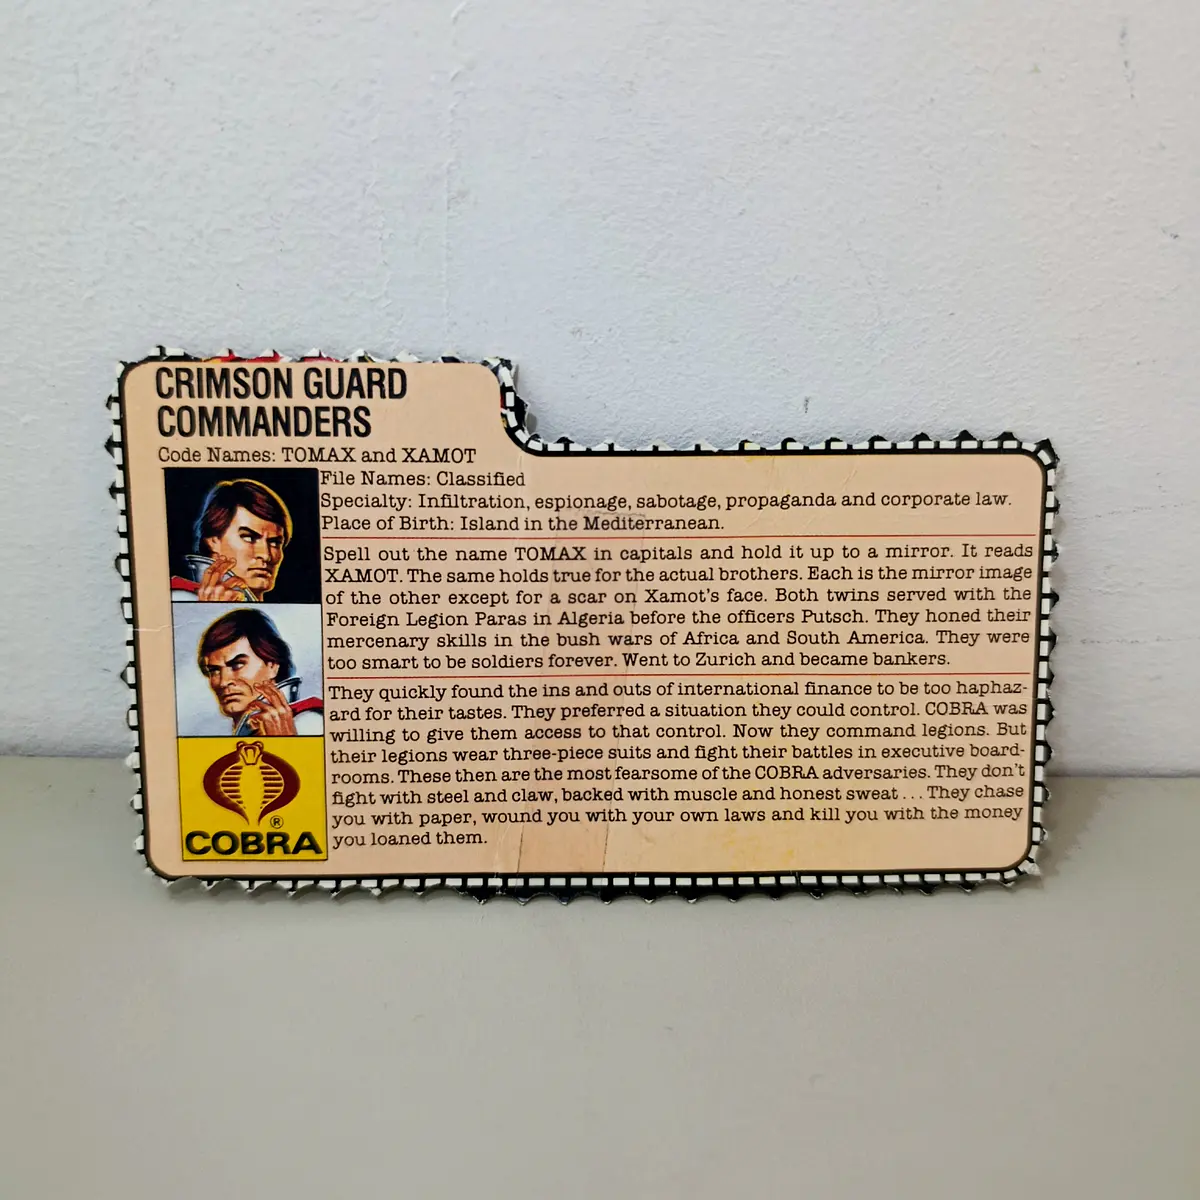 CRIMSON GUARD
COMMANDERS
Code Names: TOMAX and XAMOT
File Names: Classified
Specialty: Infiltration, espionage, sabotage, propaganda and corporate law.
Place of Birth: Island in the Mediterranean.
Spell out the name TOMAX in capitals and hold it up to a mirror. It reads
XAMOT. The same holds true for the actual brothers. Each is the mirror image
of the other except for a scar on Xamot's face. Both twins served with the
Foreign Legion Paras in Algeria before the officers Putsch. They honed their
mercenary skills in the bush wars of Africa and South America. They were
too smart to be soldiers forever. Went to Zurich and became bankers.
They quickly found the ins and outs of international finance to be too haphaz-
ard for their tastes. They preferred a situation they could control. COBRA was
willing to give them access to that control. Now they command legions. But
their legions wear three-piece suits and fight their battles in executive board-
rooms. These then are the most fearsome of the COBRA adversaries. They don't
fight with steel and claw, backed with muscle and honest sweat... They chase
you with paper, wound you with your own laws and kill you with the money
you loaned them.
®
COBRA